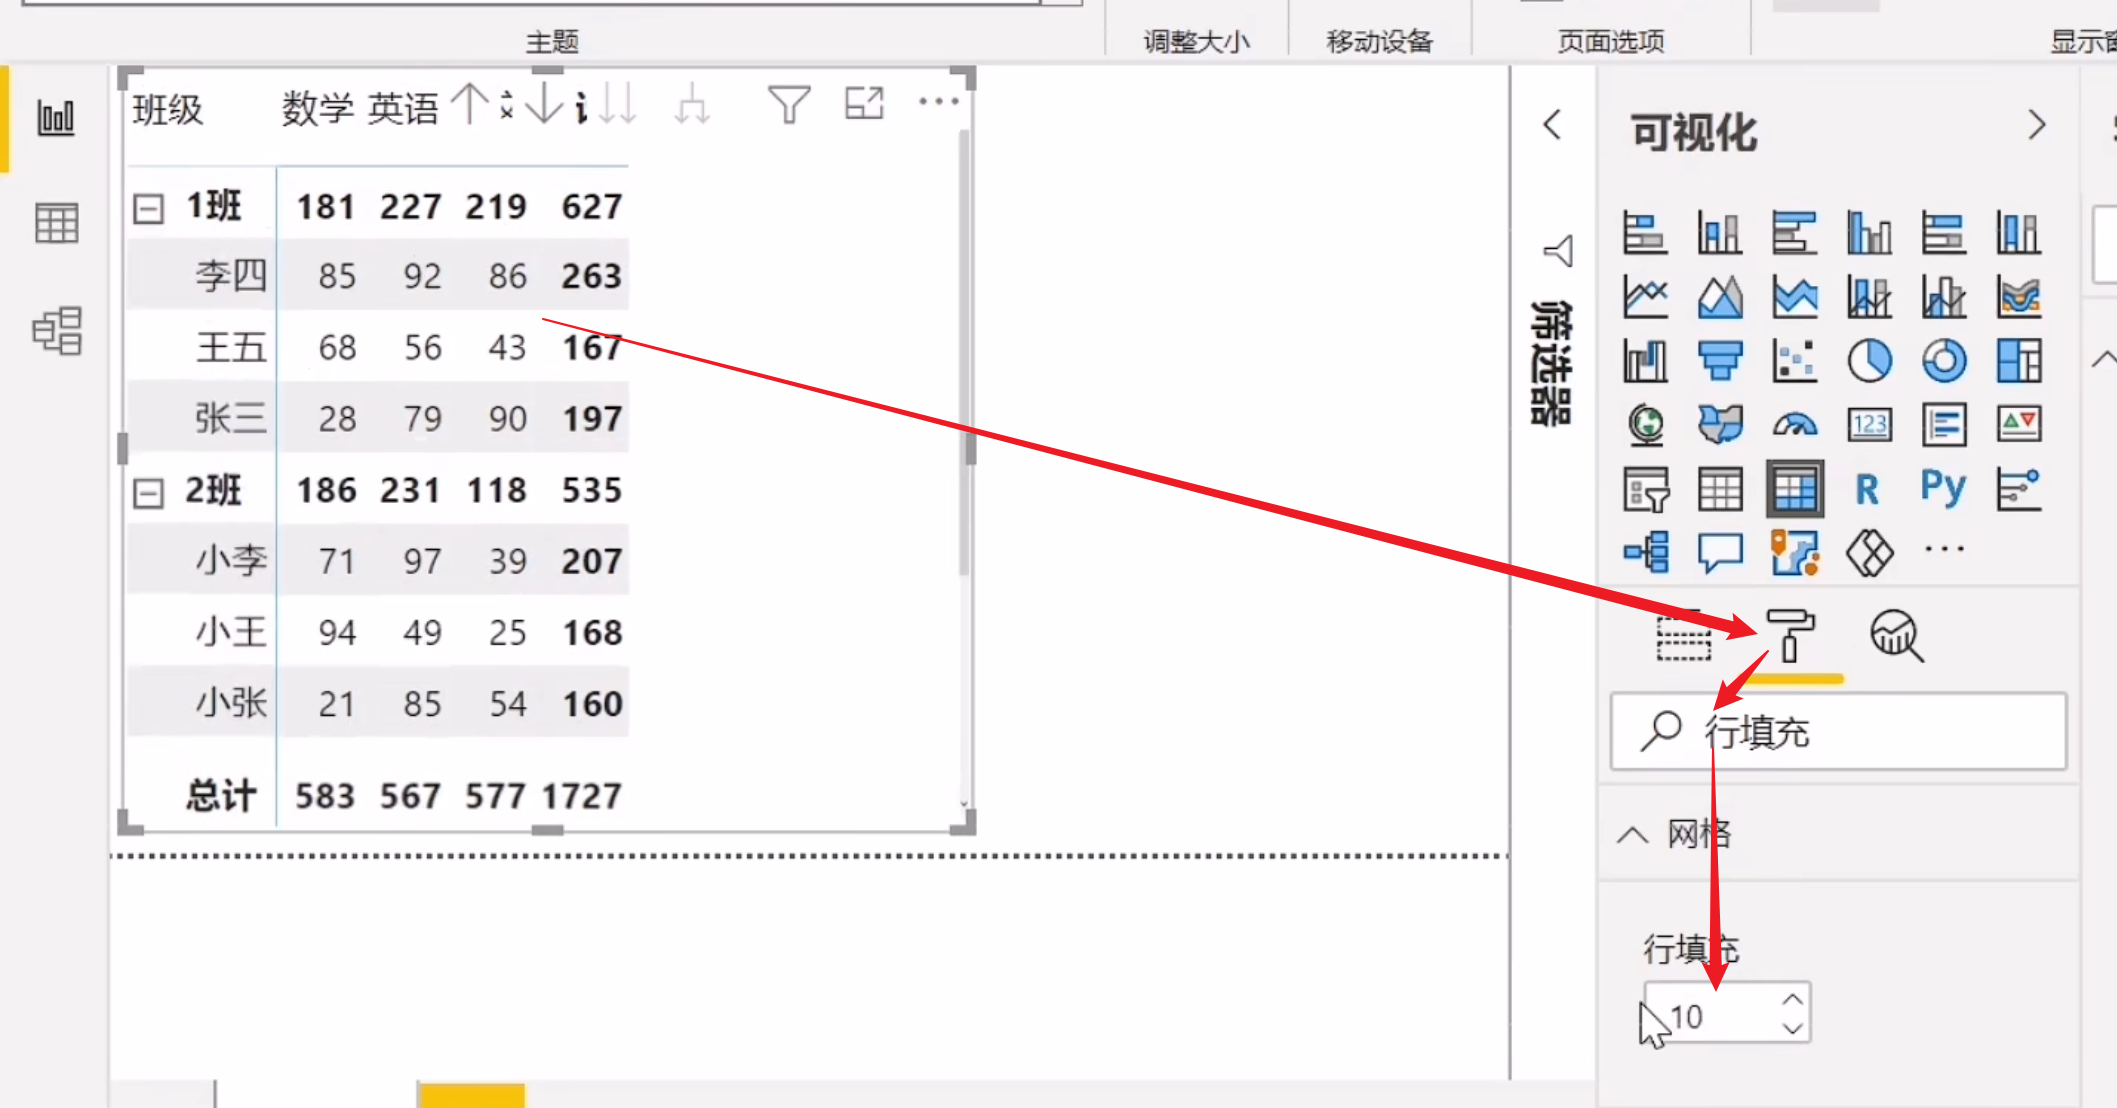 主题
调整大小
移动设备
页面选项
显示窗
班级 数学 英语
1班 181 227 219 627
李四 85 92 86 263
王五 68 56 43 167
张三 28 79 90 197
2班 186 231 118 535
小李 71 97 39 207
小王 94 49 25 168
小张 21 85 54 160
总计 583 567 577 1727
筛选器
可视化
123
R
Py
行填充
网格
行填充
10